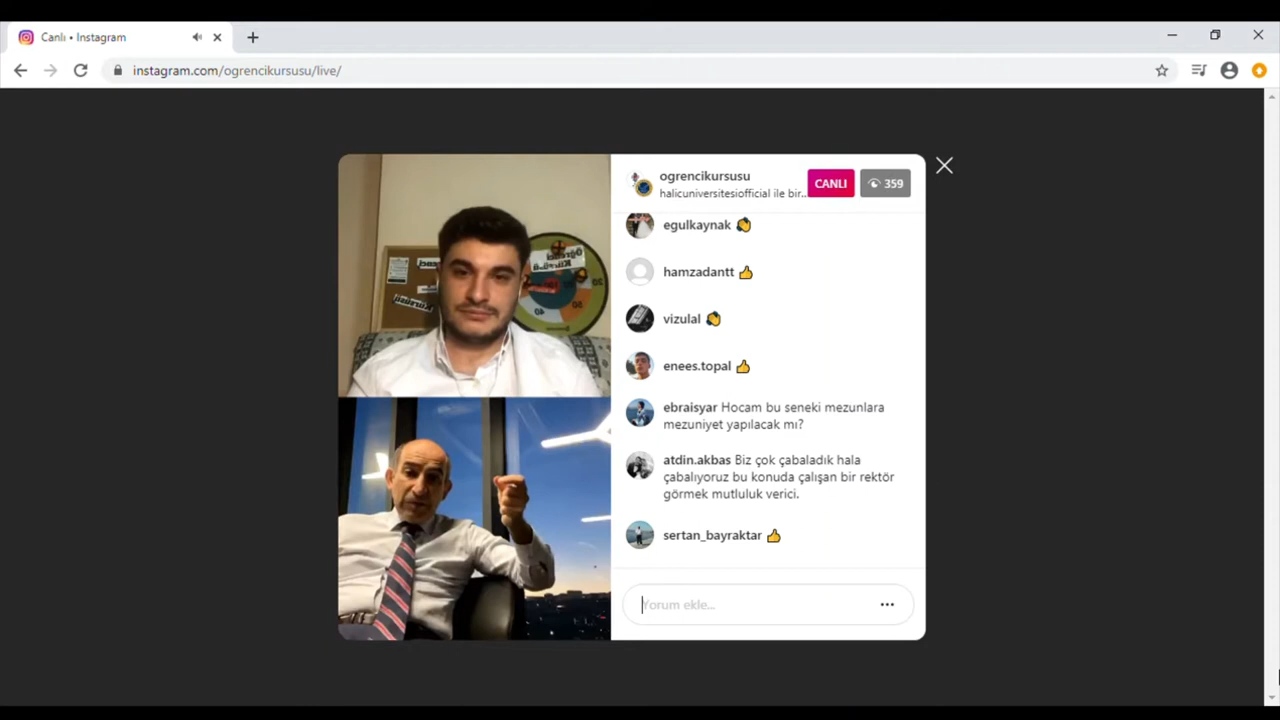 Canlı • Instagram
instagram.com/ogrencikursusu/live/
ogrencikursusu
CANLI
359
halicuniversitesiofficial ile bir...
egulkaynak 👏
hamzadantt 👍
vizulal 👏
enees.topal 👍
ebraisyar Hocam bu seneki mezunlara
mezuniyet yapılacak mı?
atdin.akbas Biz çok çabaladık hala
çabalıyoruz bu konuda çalışan bir rektör
görmek mutluluk verici.
sertan_bayraktar 👍
Yorum ekle...